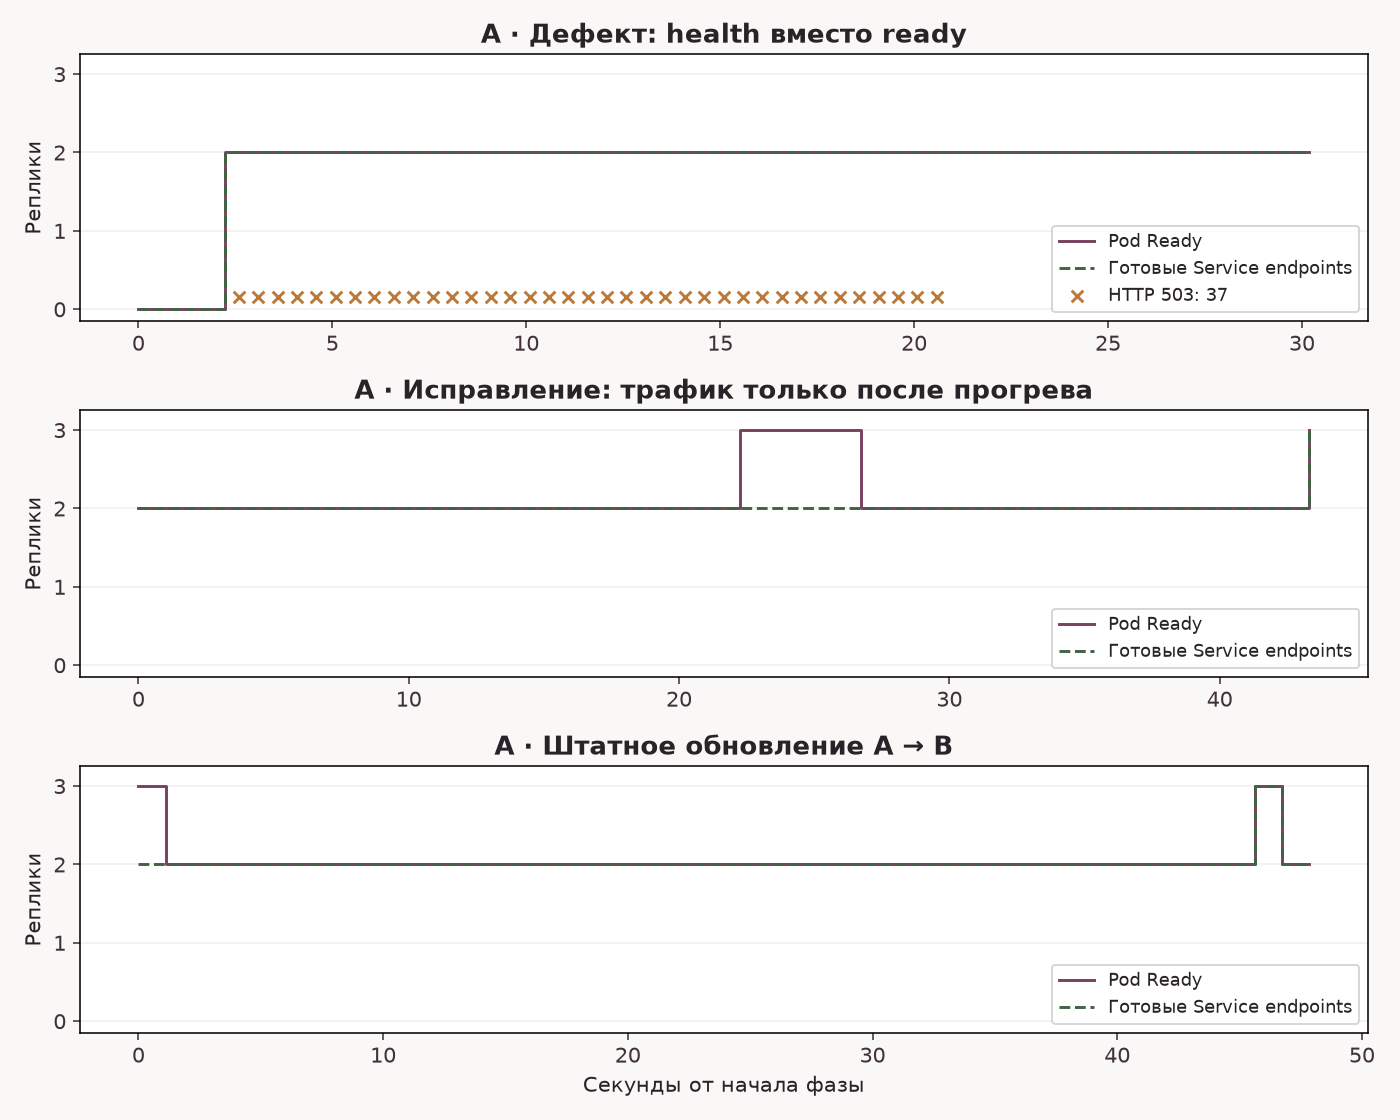 А · Дефект: health вместо ready
3
2
1
0
Реплики
Pod Ready
Готовые Service endpoints
HTTP 503: 37
0 5 10 15 20 25 30
А · Исправление: трафик только после прогрева
3
2
1
0
Реплики
Pod Ready
Готовые Service endpoints
0 10 20 30 40
А · Штатное обновление A → B
3
2
1
0
Реплики
Pod Ready
Готовые Service endpoints
0 10 20 30 40 50
Секунды от начала фазы